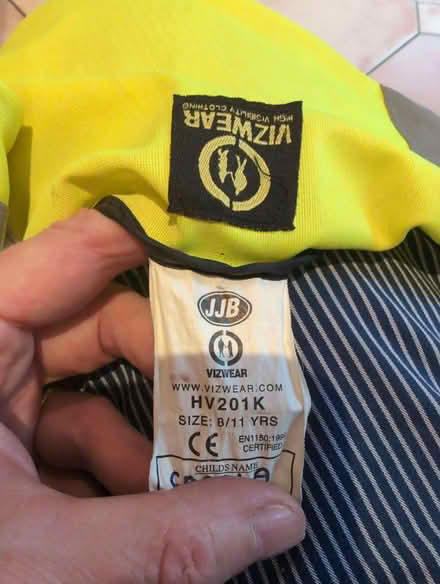 VIZWEAR
HIGH VISIBILITY CLOTHING
JJB
VIZWEAR
WWW.VIZWEAR.COM
HV201K
SIZE: 8/11 YRS
CE
EN1150:199
CERTIFIED
CHILDS NAME